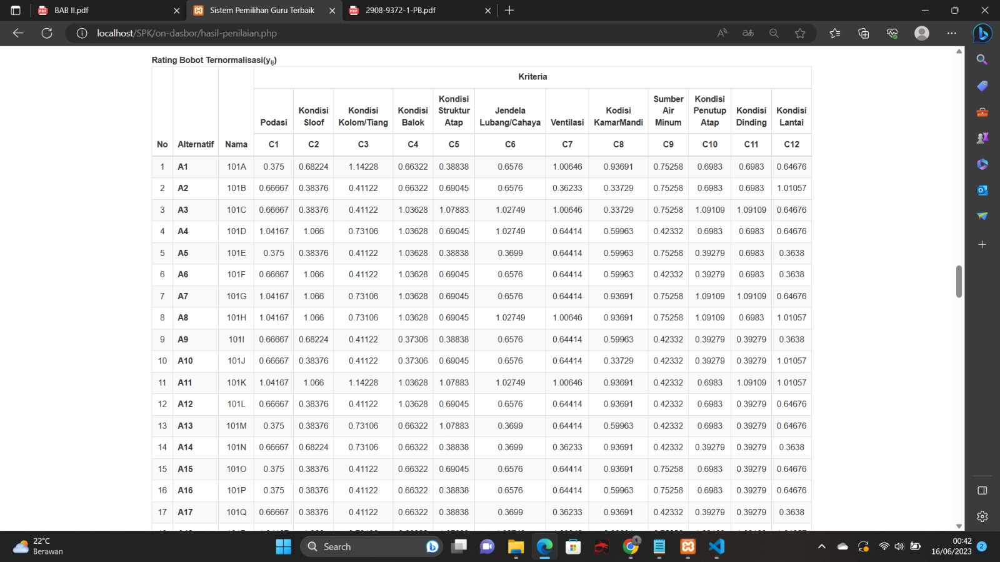 BAB II.pdf
Sistem Pemilihan Guru Terbaik
2908-9372-1-PB.pdf
localhost/SPK/on-dasbor/hasil-penilaian.php
Rating Bobot Ternormalisasi(yij)
Kriteria
No Alternatif Nama Podasi Kondisi Sloof Kondisi Kolom/Tiang Kondisi Balok Kondisi Struktur Atap Jendela Lubang/Cahaya Ventilasi Kodisi KamarMandi Sumber Air Minum Kondisi Penutup Atap Kondisi Dinding Kondisi Lantai
C1 C2 C3 C4 C5 C6 C7 C8 C9 C10 C11 C12
1 A1 101A 0.375 0.68224 1.14228 0.66322 0.38838 0.6576 1.00646 0.93691 0.75258 0.6983 0.6983 0.64676
2 A2 101B 0.66667 0.38376 0.41122 0.66322 0.69045 0.6576 0.36233 0.33729 0.75258 0.6983 0.6983 1.01057
3 A3 101C 0.66667 0.38376 0.41122 1.03628 1.07883 1.02749 1.00646 0.33729 0.75258 1.09109 1.09109 0.64676
4 A4 101D 1.04167 1.066 0.73106 1.03628 0.69045 1.02749 0.64414 0.59963 0.42332 0.6983 0.6983 0.64676
5 A5 101E 0.375 0.38376 0.41122 1.03628 0.38838 0.3699 0.64414 0.59963 0.75258 0.39279 0.6983 0.3638
6 A6 101F 0.66667 1.066 0.41122 1.03628 0.69045 0.6576 0.64414 0.59963 0.42332 0.39279 0.6983 0.3638
7 A7 101G 1.04167 1.066 0.73106 1.03628 0.69045 0.6576 0.64414 0.93691 0.75258 1.09109 1.09109 0.64676
8 A8 101H 1.04167 1.066 0.73106 1.03628 0.69045 1.02749 1.00646 0.93691 0.75258 1.09109 0.6983 1.01057
9 A9 101I 0.66667 0.68224 0.41122 0.37306 0.38838 0.6576 0.64414 0.59963 0.42332 0.39279 0.39279 0.3638
10 A10 101J 0.66667 0.38376 0.41122 0.37306 0.69045 0.6576 0.64414 0.33729 0.42332 0.39279 0.39279 1.01057
11 A11 101K 1.04167 1.066 1.14228 1.03628 1.07883 1.02749 1.00646 0.93691 0.42332 0.6983 1.09109 1.01057
12 A12 101L 0.66667 0.38376 0.41122 1.03628 0.69045 0.6576 0.64414 0.93691 0.42332 0.6983 0.39279 0.64676
13 A13 101M 0.375 0.38376 0.73106 0.66322 1.07883 0.3699 0.64414 0.59963 0.42332 0.6983 0.39279 0.64676
14 A14 101N 0.66667 0.68224 0.73106 0.66322 0.38838 0.3699 0.36233 0.93691 0.42332 0.39279 0.39279 0.3638
15 A15 101O 0.375 0.38376 0.41122 0.66322 0.69045 0.6576 0.64414 0.93691 0.75258 0.6983 0.39279 0.64676
16 A16 101P 0.375 0.38376 0.41122 0.66322 0.38838 0.6576 0.64414 0.59963 0.75258 0.6983 0.39279 0.64676
17 A17 101Q 0.66667 0.38376 0.41122 0.66322 0.38838 0.3699 0.36233 0.93691 0.42332 0.39279 0.39279 0.3638
22°C
Berawan
Search
00:42
16/06/2023
2